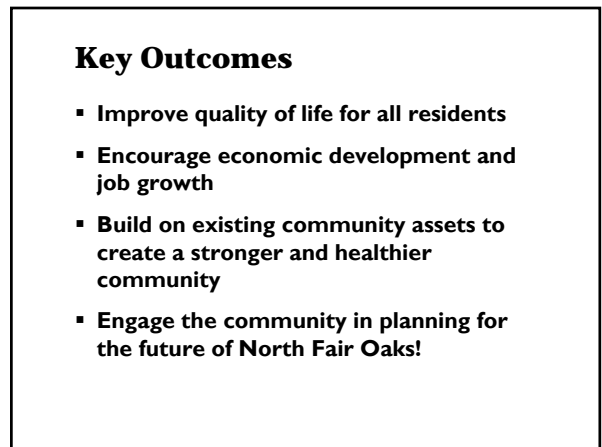 Key Outcomes
▪ Improve quality of life for all residents
▪ Encourage economic development and
job growth
▪ Build on existing community assets to
create a stronger and healthier
community
▪ Engage the community in planning for
the future of North Fair Oaks!